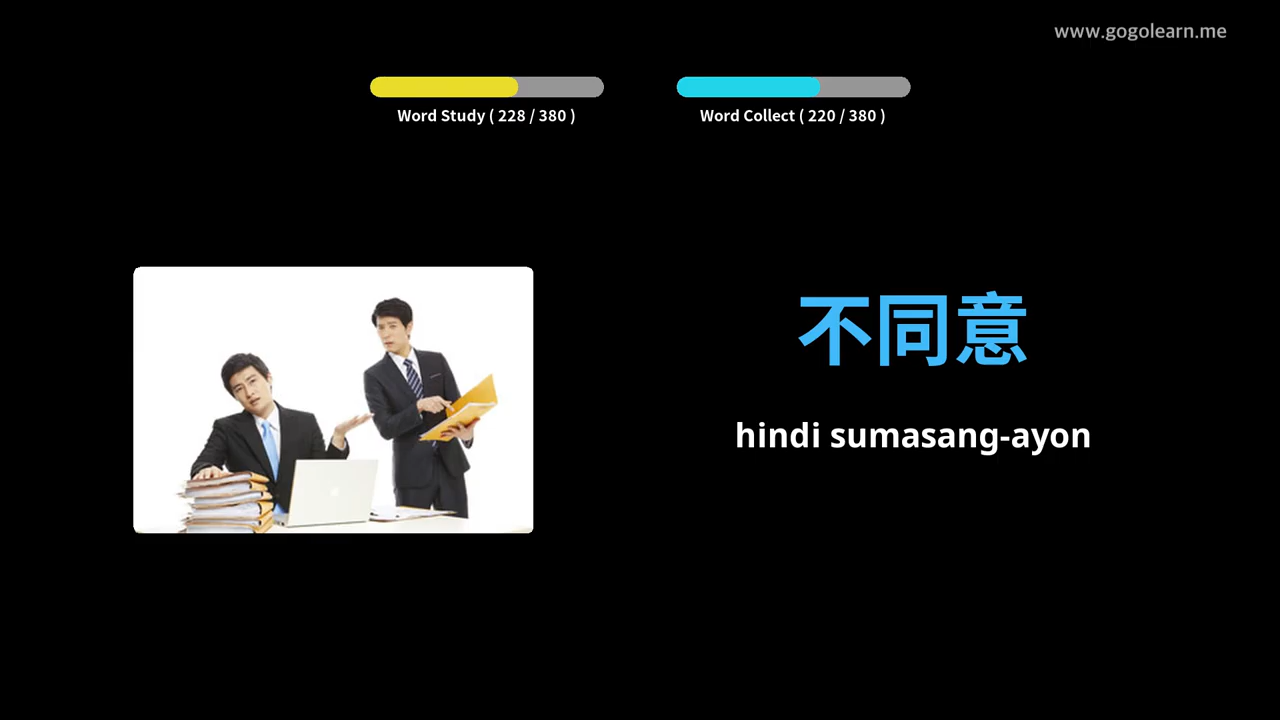 www.gogolearn.me
Word Study ( 228 / 380 )
Word Collect ( 220 / 380 )
不同意
hindi sumasang-ayon